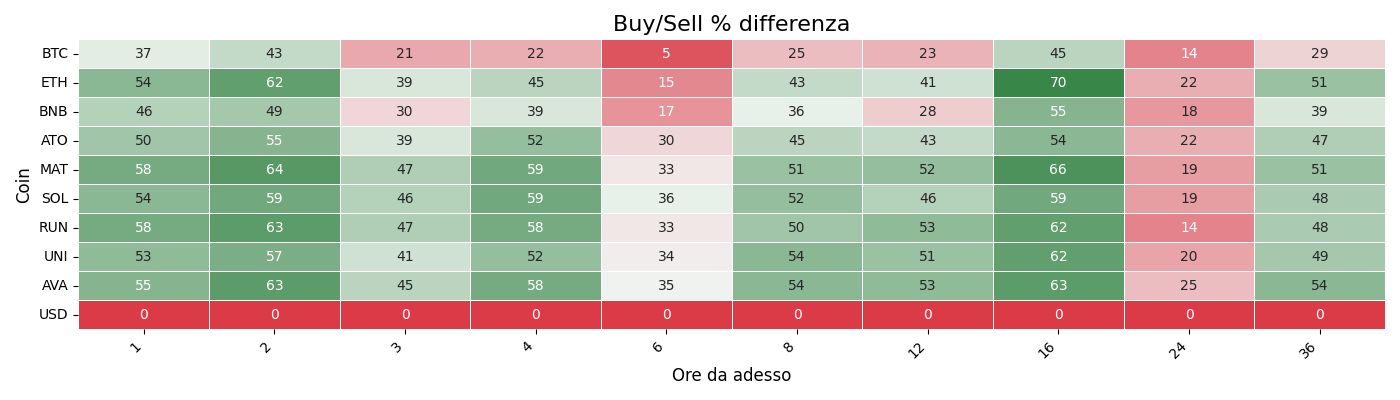 Buy/Sell % differenza
Coin
BTC 37 43 21 22 5 25 23 45 14 29
ETH 54 62 39 45 15 43 41 70 22 51
BNB 46 49 30 39 17 36 28 55 18 39
ATO 50 55 39 52 30 45 43 54 22 47
MAT 58 64 47 59 33 51 52 66 19 51
SOL 54 59 46 59 36 52 46 59 19 48
RUN 58 63 47 58 33 50 53 62 14 48
UNI 53 57 41 52 34 54 51 62 20 49
AVA 55 63 45 58 35 54 53 63 25 54
USD 0 0 0 0 0 0 0 0 0 0
1 2 3 4 6 8 12 16 24 36
Ore da adesso